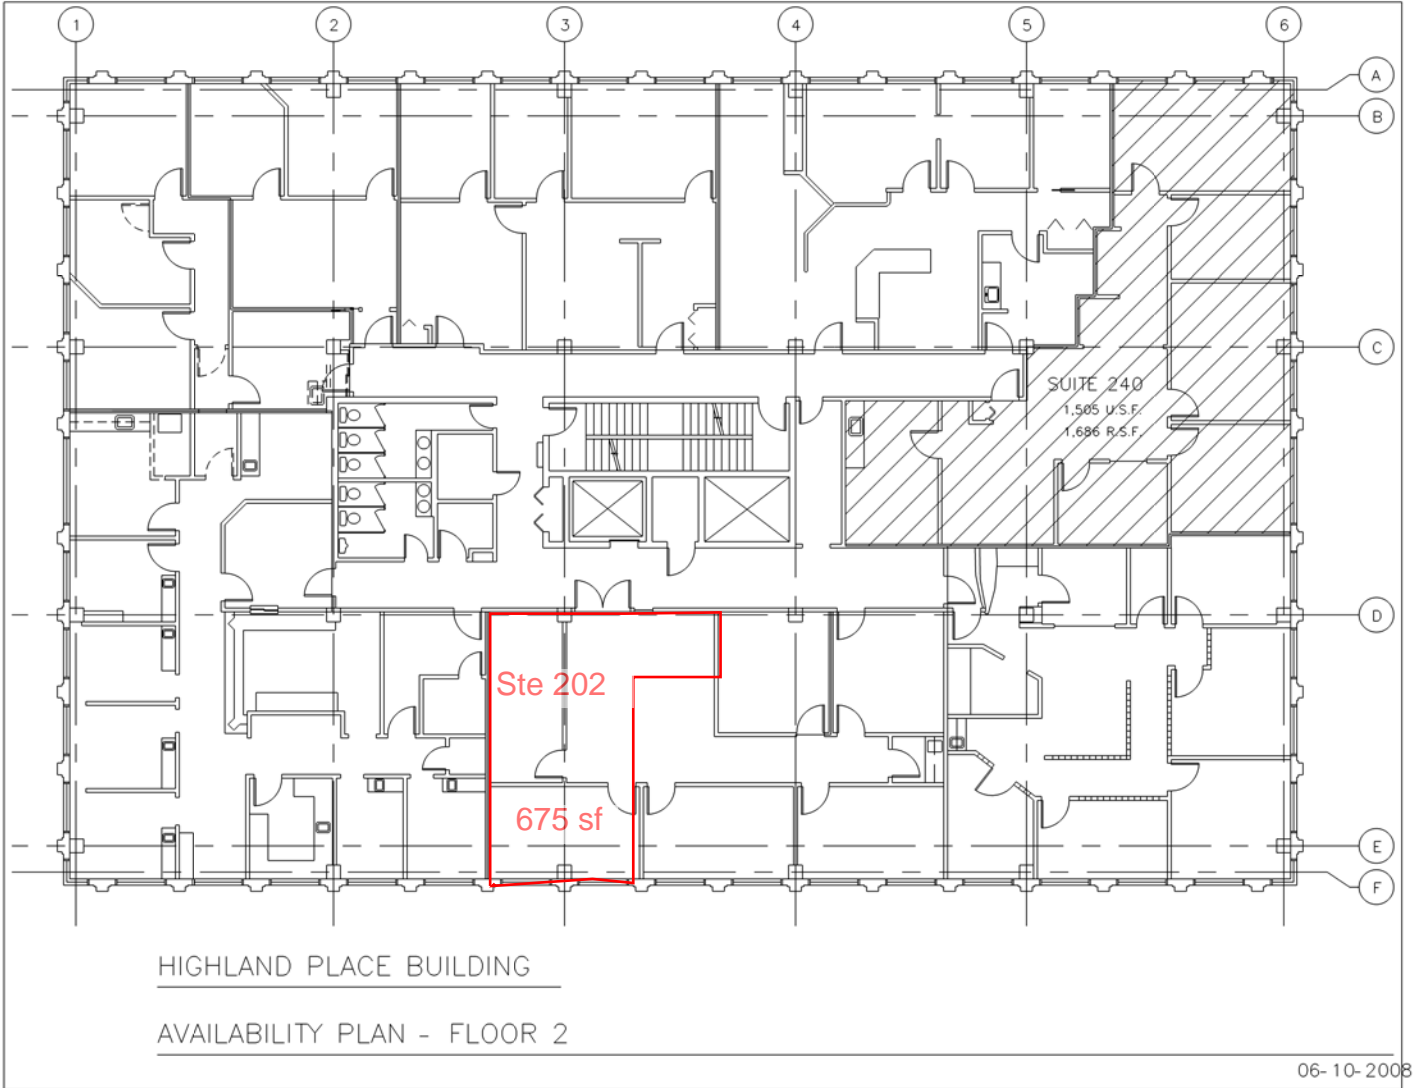 1 2 3 4 5 6
A
B
C
SUITE 240
1,505 U.S.F.
1,686 R.S.F.
D
Ste 202
675 sf
E
F
HIGHLAND PLACE BUILDING
AVAILABILITY PLAN - FLOOR 2
06-10-2008